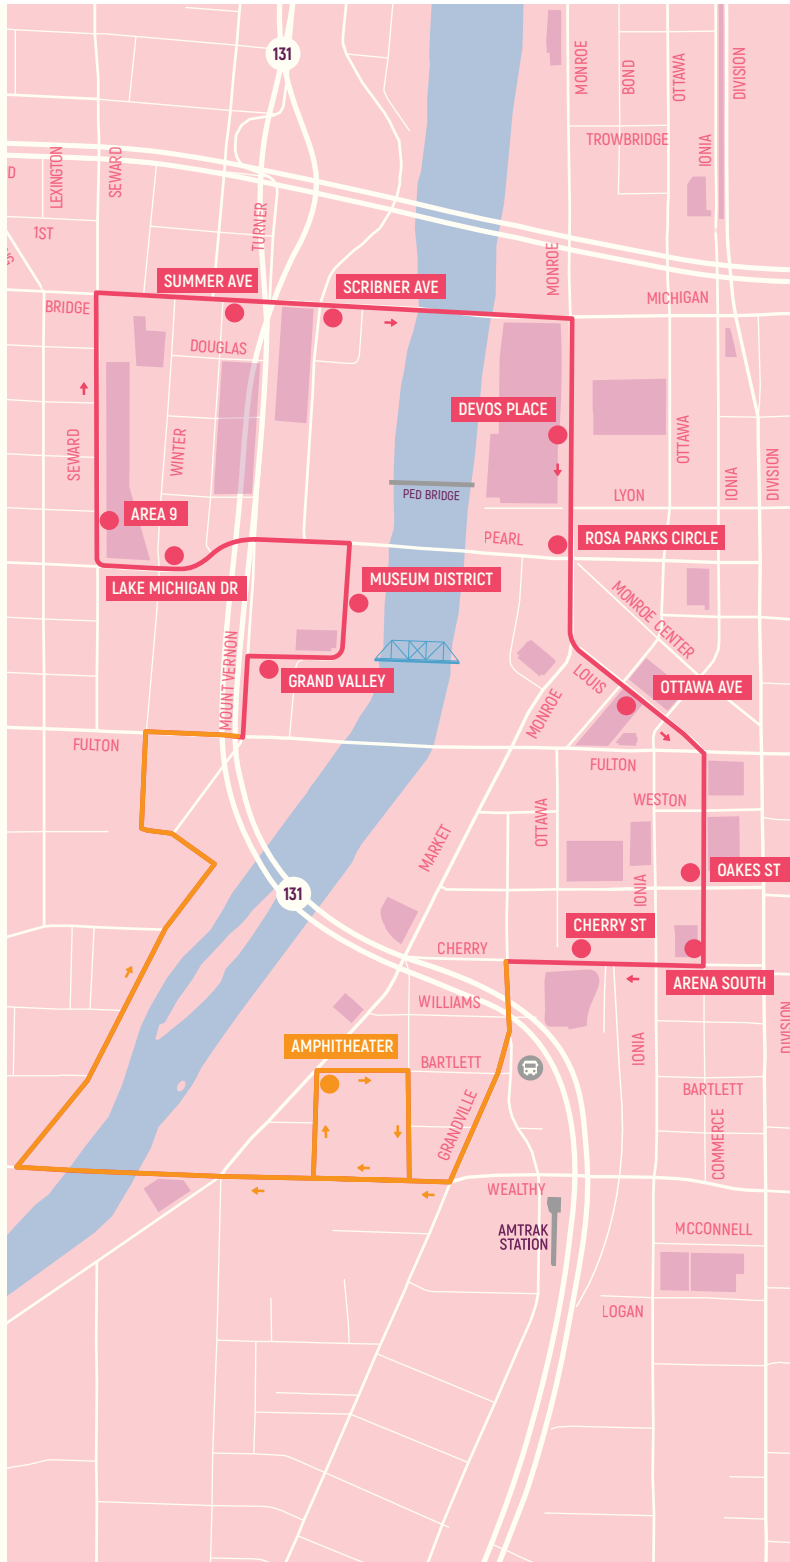 131
MONROE
BOND
OTTAWA
DIVISION
TROWBRIDGE
IONIA
D
LEXINGTON
SEWARD
1ST
TURNER
MONROE
SUMMER AVE
SCRIBNER AVE
MICHIGAN
BRIDGE
DOUGLAS
DEVOS PLACE
SEWARD
WINTER
OTTAWA
IONIA
DIVISION
PED BRIDGE
LYON
AREA 9
PEARL
ROSA PARKS CIRCLE
LAKE MICHIGAN DR
MUSEUM DISTRICT
MONROE CENTER
MOUNT VERNON
GRAND VALLEY
LOUIS
OTTAWA AVE
MONROE
FULTON
FULTON
WESTON
OTTAWA
MARKET
IONIA
OAKES ST
131
CHERRY ST
CHERRY
ARENA SOUTH
WILLIAMS
DIVISION
AMPHITHEATER
BARTLETT
IONIA
BARTLETT
GRANDVILLE
COMMERCE
WEALTHY
AMTRAK
STATION
MCCONNELL
LOGAN